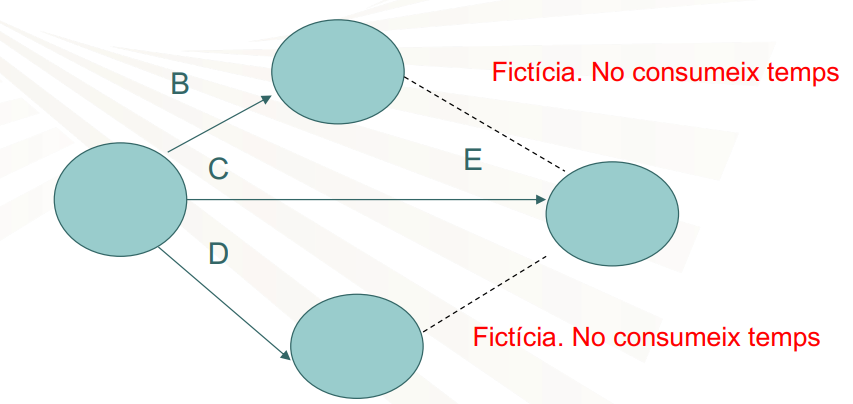 Fictícia. No consumeix temps
B
E
C
D
Fictícia. No consumeix temps